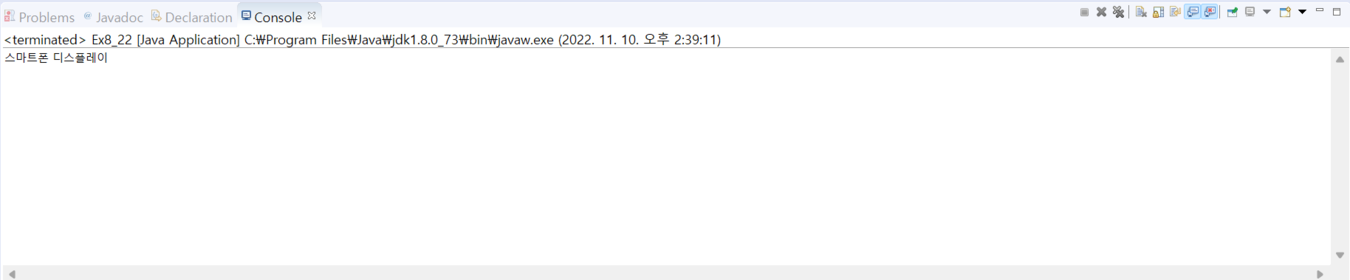 Problems Javadoc Declaration Console
<terminated> Ex8_22 [Java Application] C:₩Program Files₩Java₩jdk1.8.0_73₩bin₩javaw.exe (2022. 11. 10. 오후 2:39:11)
스마트폰 디스플레이